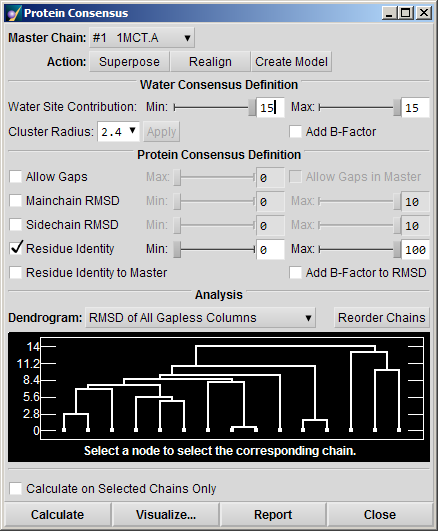 Protein Consensus
Master Chain: #1 1MCT.A
Action: Superpose Realign Create Model
Water Consensus Definition
Water Site Contribution: Min: 15 Max: 15
Cluster Radius: 2.4 Apply Add B-Factor
Protein Consensus Definition
Allow Gaps Max: 0 Allow Gaps in Master
Mainchain RMSD Min: 0 Max: 10
Sidechain RMSD Min: 0 Max: 10
Residue Identity Min: 0 Max: 100
Residue Identity to Master Add B-Factor to RMSD
Analysis
Dendrogram: RMSD of All Gapless Columns Reorder Chains
14
11.2
8.4
5.6
2.8
0
Select a node to select the corresponding chain.
Calculate on Selected Chains Only
Calculate Visualize... Report Close